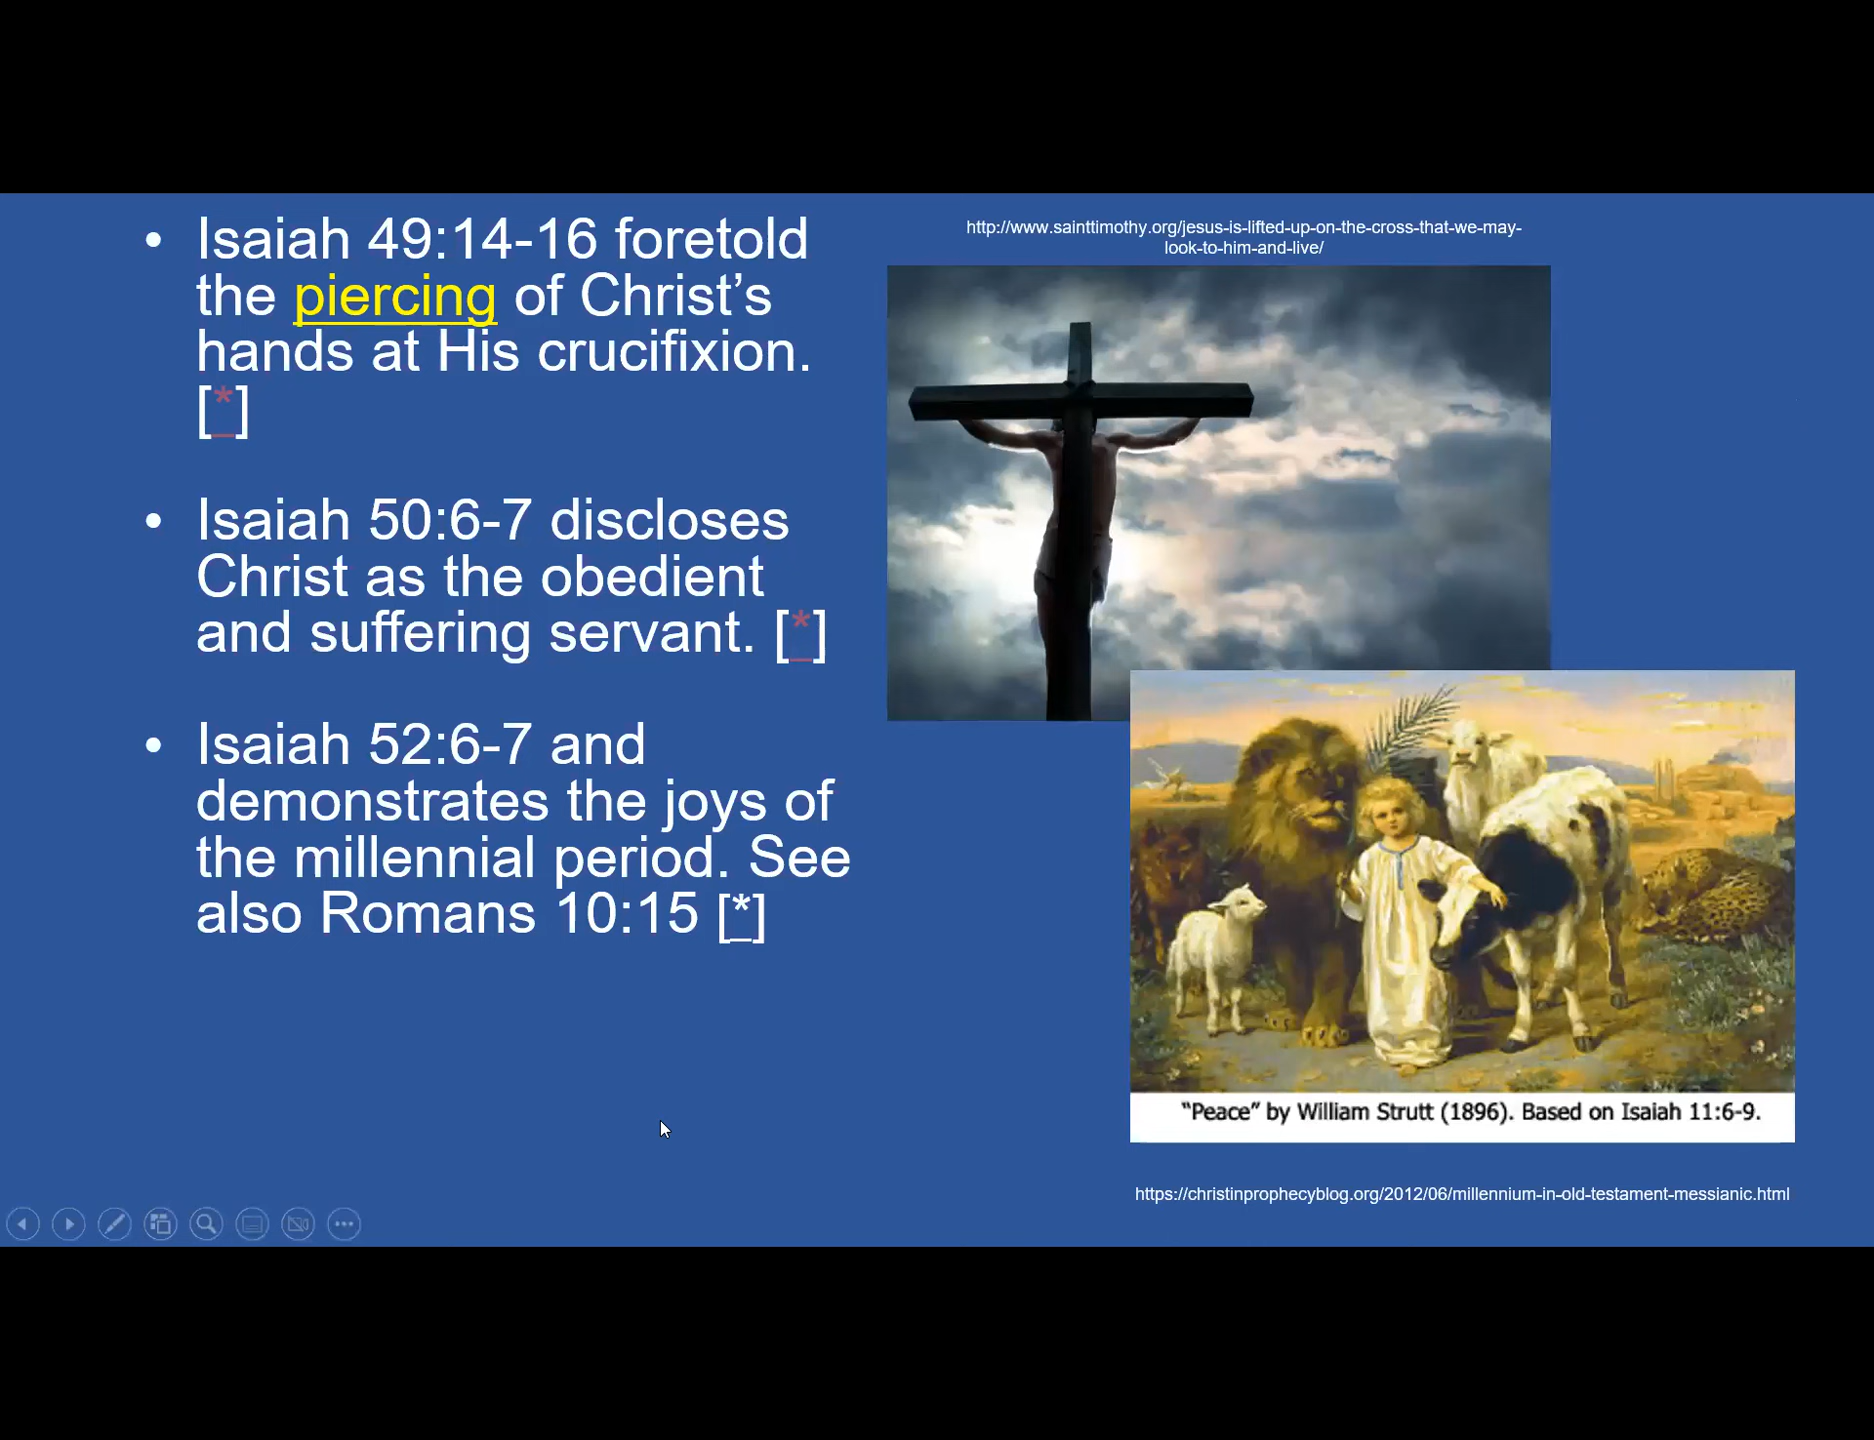 • Isaiah 49:14-16 foretold
the piercing of Christ’s
hands at His crucifixion.
[*]
• Isaiah 50:6-7 discloses
Christ as the obedient
and suffering servant. [*]
• Isaiah 52:6-7 and
demonstrates the joys of
the millennial period. See
also Romans 10:15 [*]
http://www.sainttimothy.org/jesus-is-lifted-up-on-the-cross-that-we-may-
look-to-him-and-live/
“Peace” by William Strutt (1896). Based on Isaiah 11:6-9.
https://christinprophecyblog.org/2012/06/millennium-in-old-testament-messianic.html